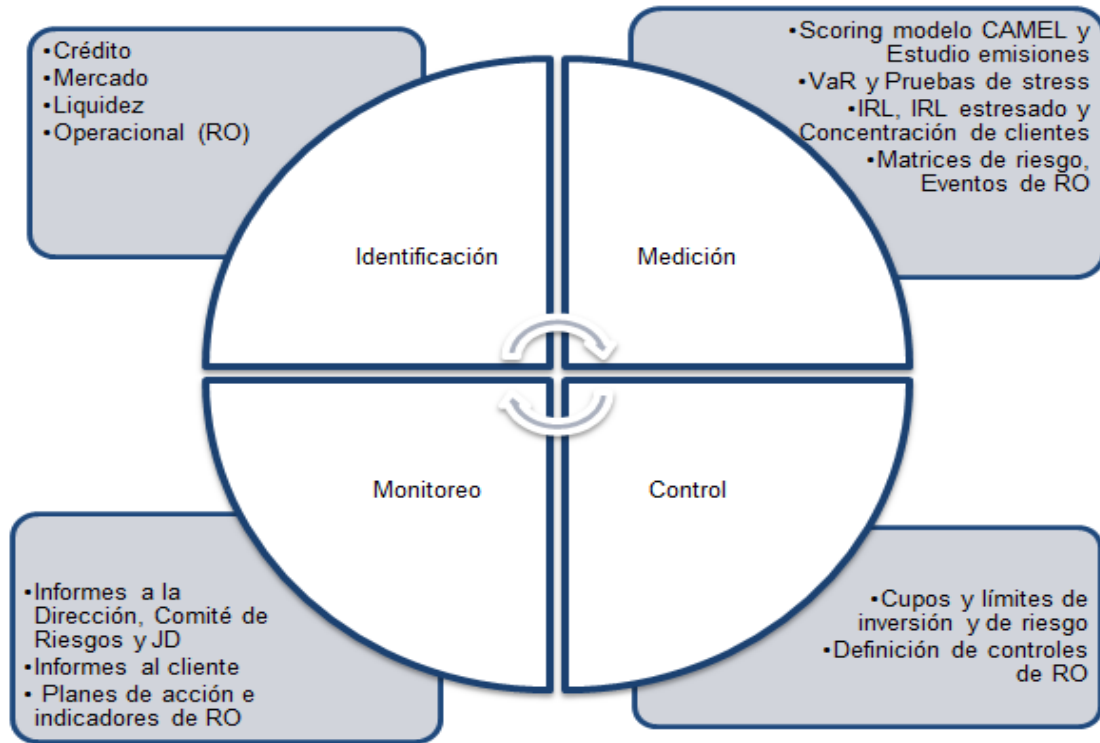 •Crédito
•Mercado
•Liquidez
•Operacional (RO)
•Scoring modelo CAMEL y
Estudio emisiones
•VaR y Pruebas de stress
•IRL, IRL estresado y
Concentración de clientes
•Matrices de riesgo,
Eventos de RO
Identificación
Medición
Monitoreo
Control
•Informes a la
Dirección, Comité de
Riesgos y JD
•Informes al cliente
• Planes de acción e
indicadores de RO
•Cupos y límites de
inversión y de riesgo
•Definición de controles
de RO